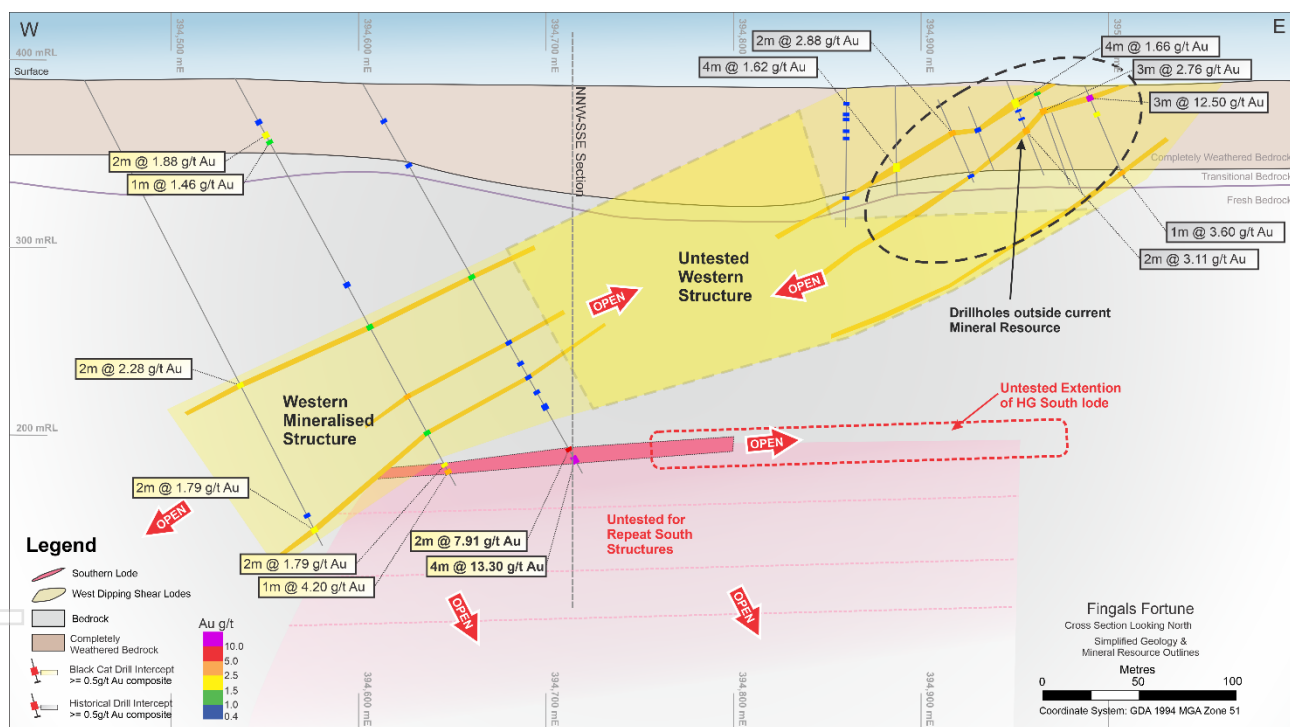 W
E
394,500 mE
394,600 mE
394,700 mE
394,800 mE
394,900 mE
400 mRL
Surface
300 mRL
200 mRL
NNW-SSE Section
2m @ 2.88 g/t Au
4m @ 1.62 g/t Au
4m @ 1.66 g/t Au
3m @ 2.76 g/t Au
3m @ 12.50 g/t Au
2m @ 1.88 g/t Au
1m @ 1.46 g/t Au
Completely Weathered Bedrock
Transitional Bedrock
Fresh Bedrock
1m @ 3.60 g/t Au
2m @ 3.11 g/t Au
Untested
Western
Structure
OPEN
OPEN
Drillholes outside current
Mineral Resource
2m @ 2.28 g/t Au
Western
Mineralised
Structure
Untested Extention
of HG South lode
OPEN
2m @ 1.79 g/t Au
OPEN
2m @ 7.91 g/t Au
4m @ 13.30 g/t Au
2m @ 1.79 g/t Au
1m @ 4.20 g/t Au
Untested for
Repeat South
Structures
OPEN
OPEN
Legend
Southern Lode
West Dipping Shear Lodes
Bedrock
Completely
Weathered Bedrock
Black Cat Drill Intercept
>= 0.5g/t Au composite
Historical Drill Intercept
>= 0.5g/t Au composite
Au g/t
10.0
5.0
2.5
1.5
1.0
0.4
394,600 mE
394,700 mE
394,800 mE
394,900 mE
Fingals Fortune
Cross Section Looking North
Simplified Geology &
Mineral Resource Outlines
Metres
0 50 100
Coordinate System: GDA 1994 MGA Zone 51